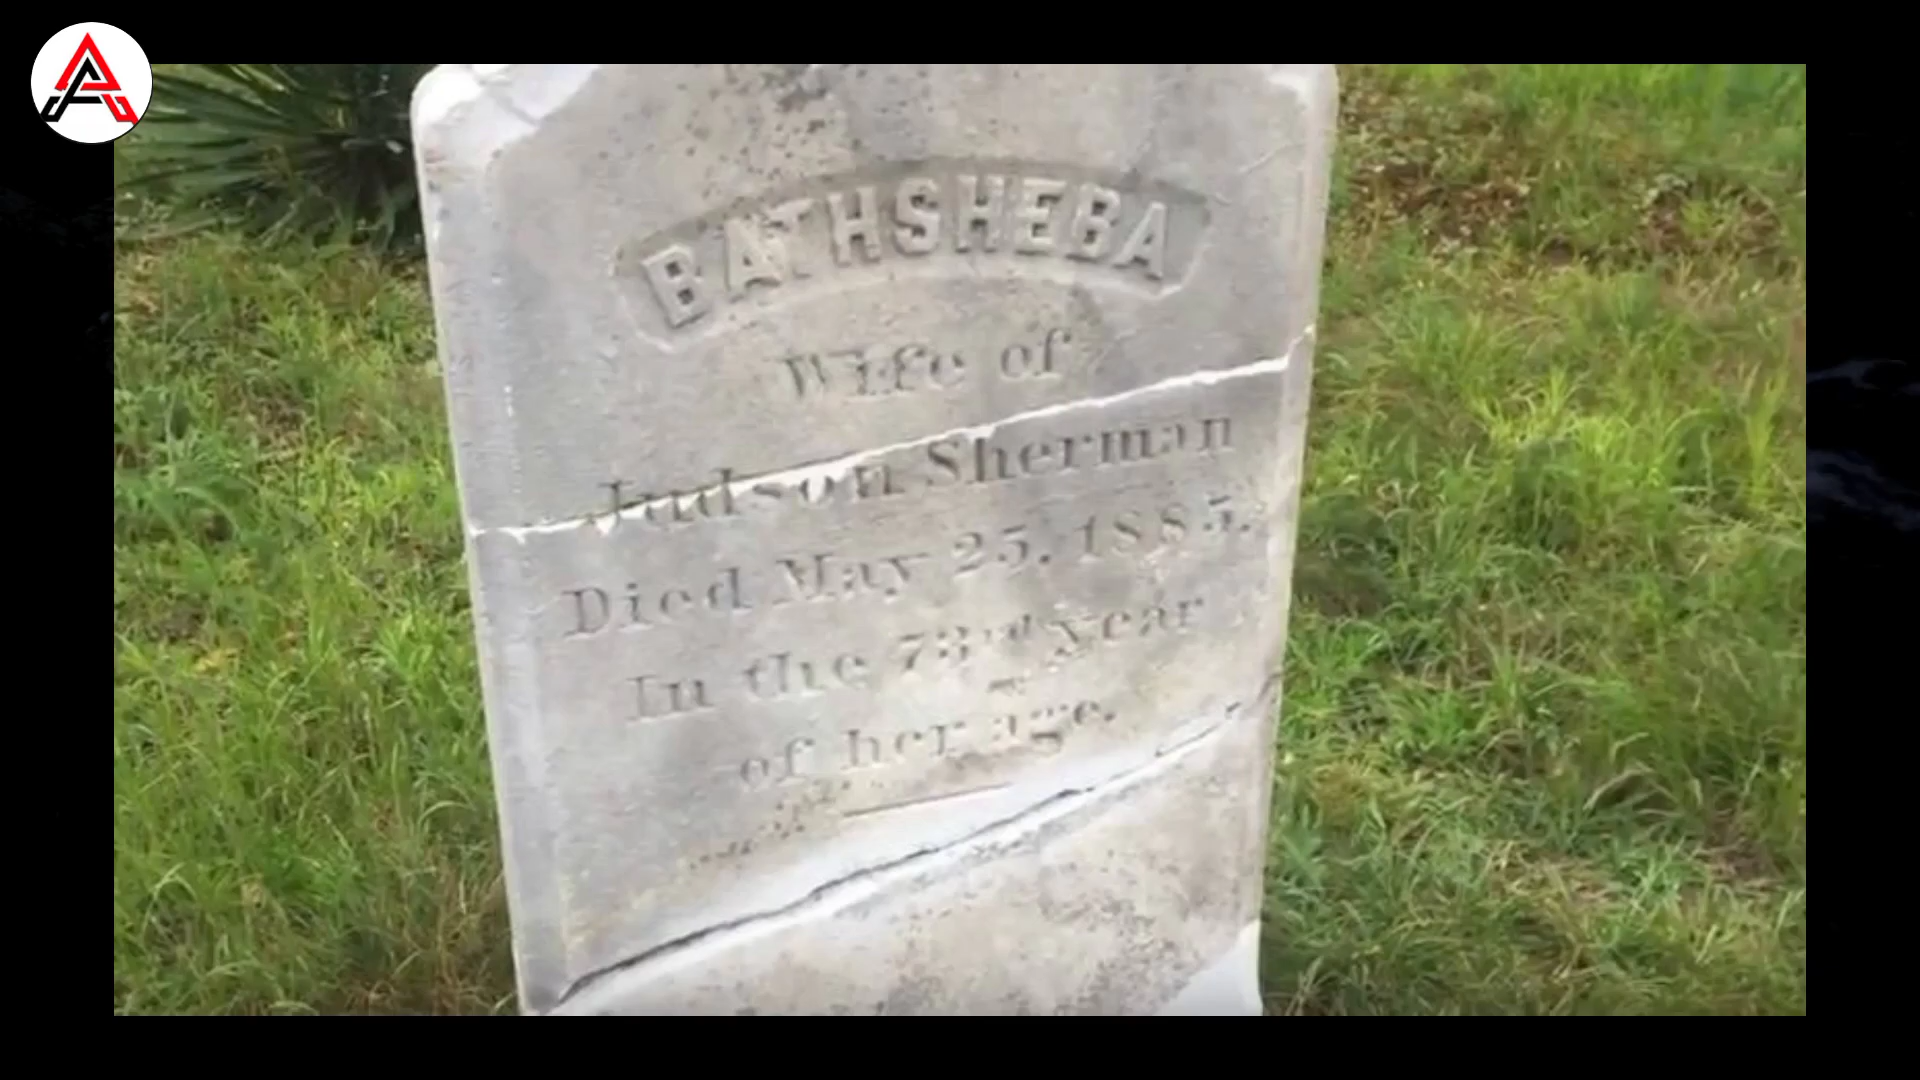 BATHSHEBA
Wife of
Judson Sherman
Died May 25, 1885.
In the 73rd year
of her age.